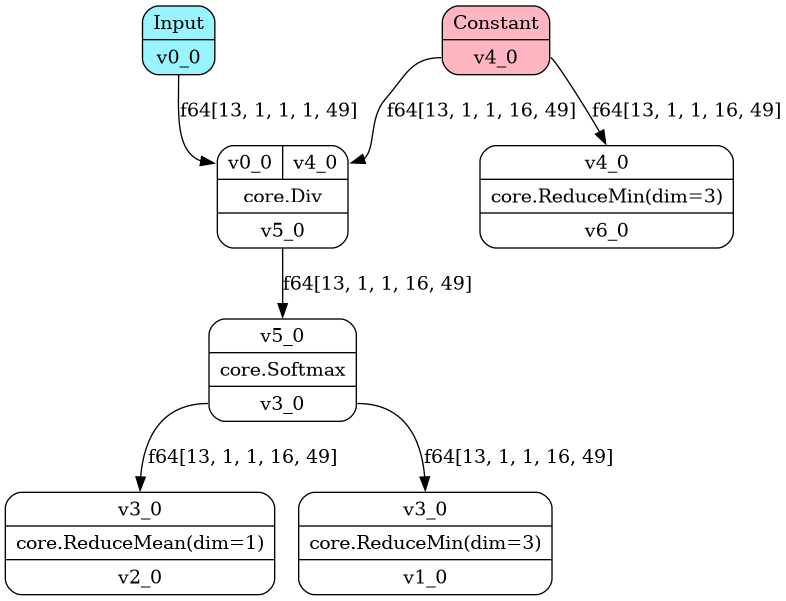 Input
v0_0
Constant
v4_0
f64[13, 1, 1, 1, 49]
f64[13, 1, 1, 16, 49]
f64[13, 1, 1, 16, 49]
v0_0 v4_0
core.Div
v5_0
v4_0
core.ReduceMin(dim=3)
v6_0
f64[13, 1, 1, 16, 49]
v5_0
core.Softmax
v3_0
f64[13, 1, 1, 16, 49]
f64[13, 1, 1, 16, 49]
v3_0
core.ReduceMean(dim=1)
v2_0
v3_0
core.ReduceMin(dim=3)
v1_0